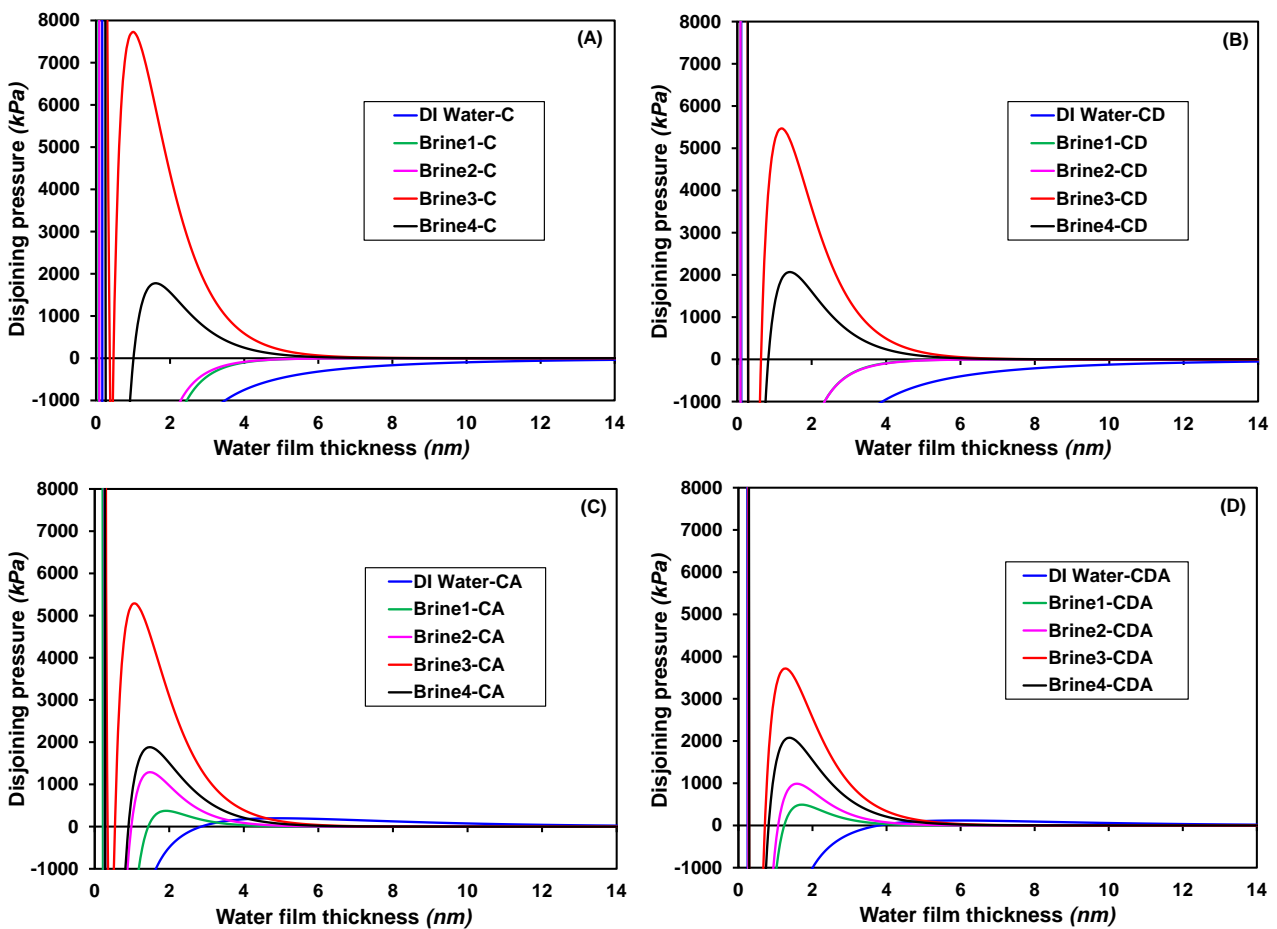 (A)
Disjoining pressure (kPa)
8000
7000
6000
5000
4000
3000
2000
1000
0
-1000
DI Water-C
Brine1-C
Brine2-C
Brine3-C
Brine4-C
0 2 4 6 8 10 12 14
Water film thickness (nm)
(B)
Disjoining pressure (kPa)
8000
7000
6000
5000
4000
3000
2000
1000
0
-1000
DI Water-CD
Brine1-CD
Brine2-CD
Brine3-CD
Brine4-CD
0 2 4 6 8 10 12 14
Water film thickness (nm)
(C)
Disjoining pressure (kPa)
8000
7000
6000
5000
4000
3000
2000
1000
0
-1000
DI Water-CA
Brine1-CA
Brine2-CA
Brine3-CA
Brine4-CA
0 2 4 6 8 10 12 14
Water film thickness (nm)
(D)
Disjoining pressure (kPa)
8000
7000
6000
5000
4000
3000
2000
1000
0
-1000
DI Water-CDA
Brine1-CDA
Brine2-CDA
Brine3-CDA
Brine4-CDA
0 2 4 6 8 10 12 14
Water film thickness (nm)